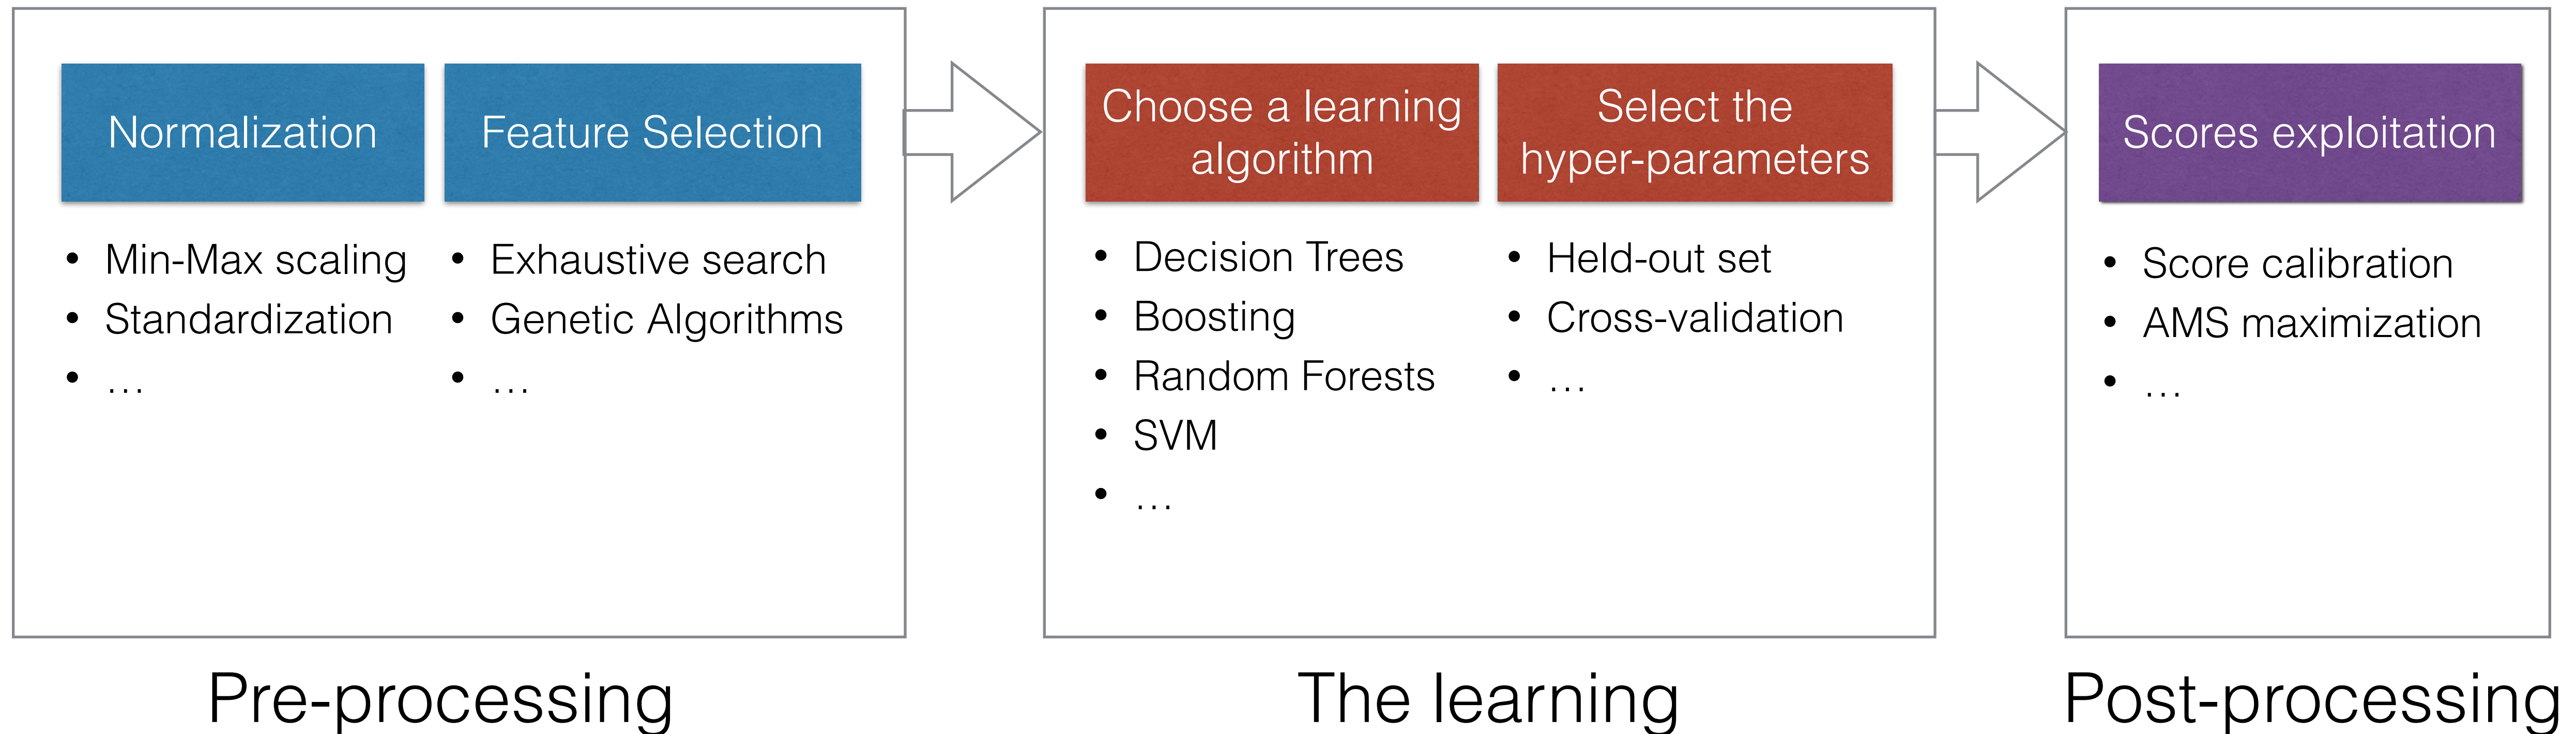 Normalization
• Min-Max scaling
• Standardization
• …
Feature Selection
• Exhaustive search
• Genetic Algorithms
• …
Pre-processing
Choose a learning
algorithm
• Decision Trees
• Boosting
• Random Forests
• SVM
• …
Select the
hyper-parameters
• Held-out set
• Cross-validation
• …
The learning
Scores exploitation
• Score calibration
• AMS maximization
• …
Post-processing